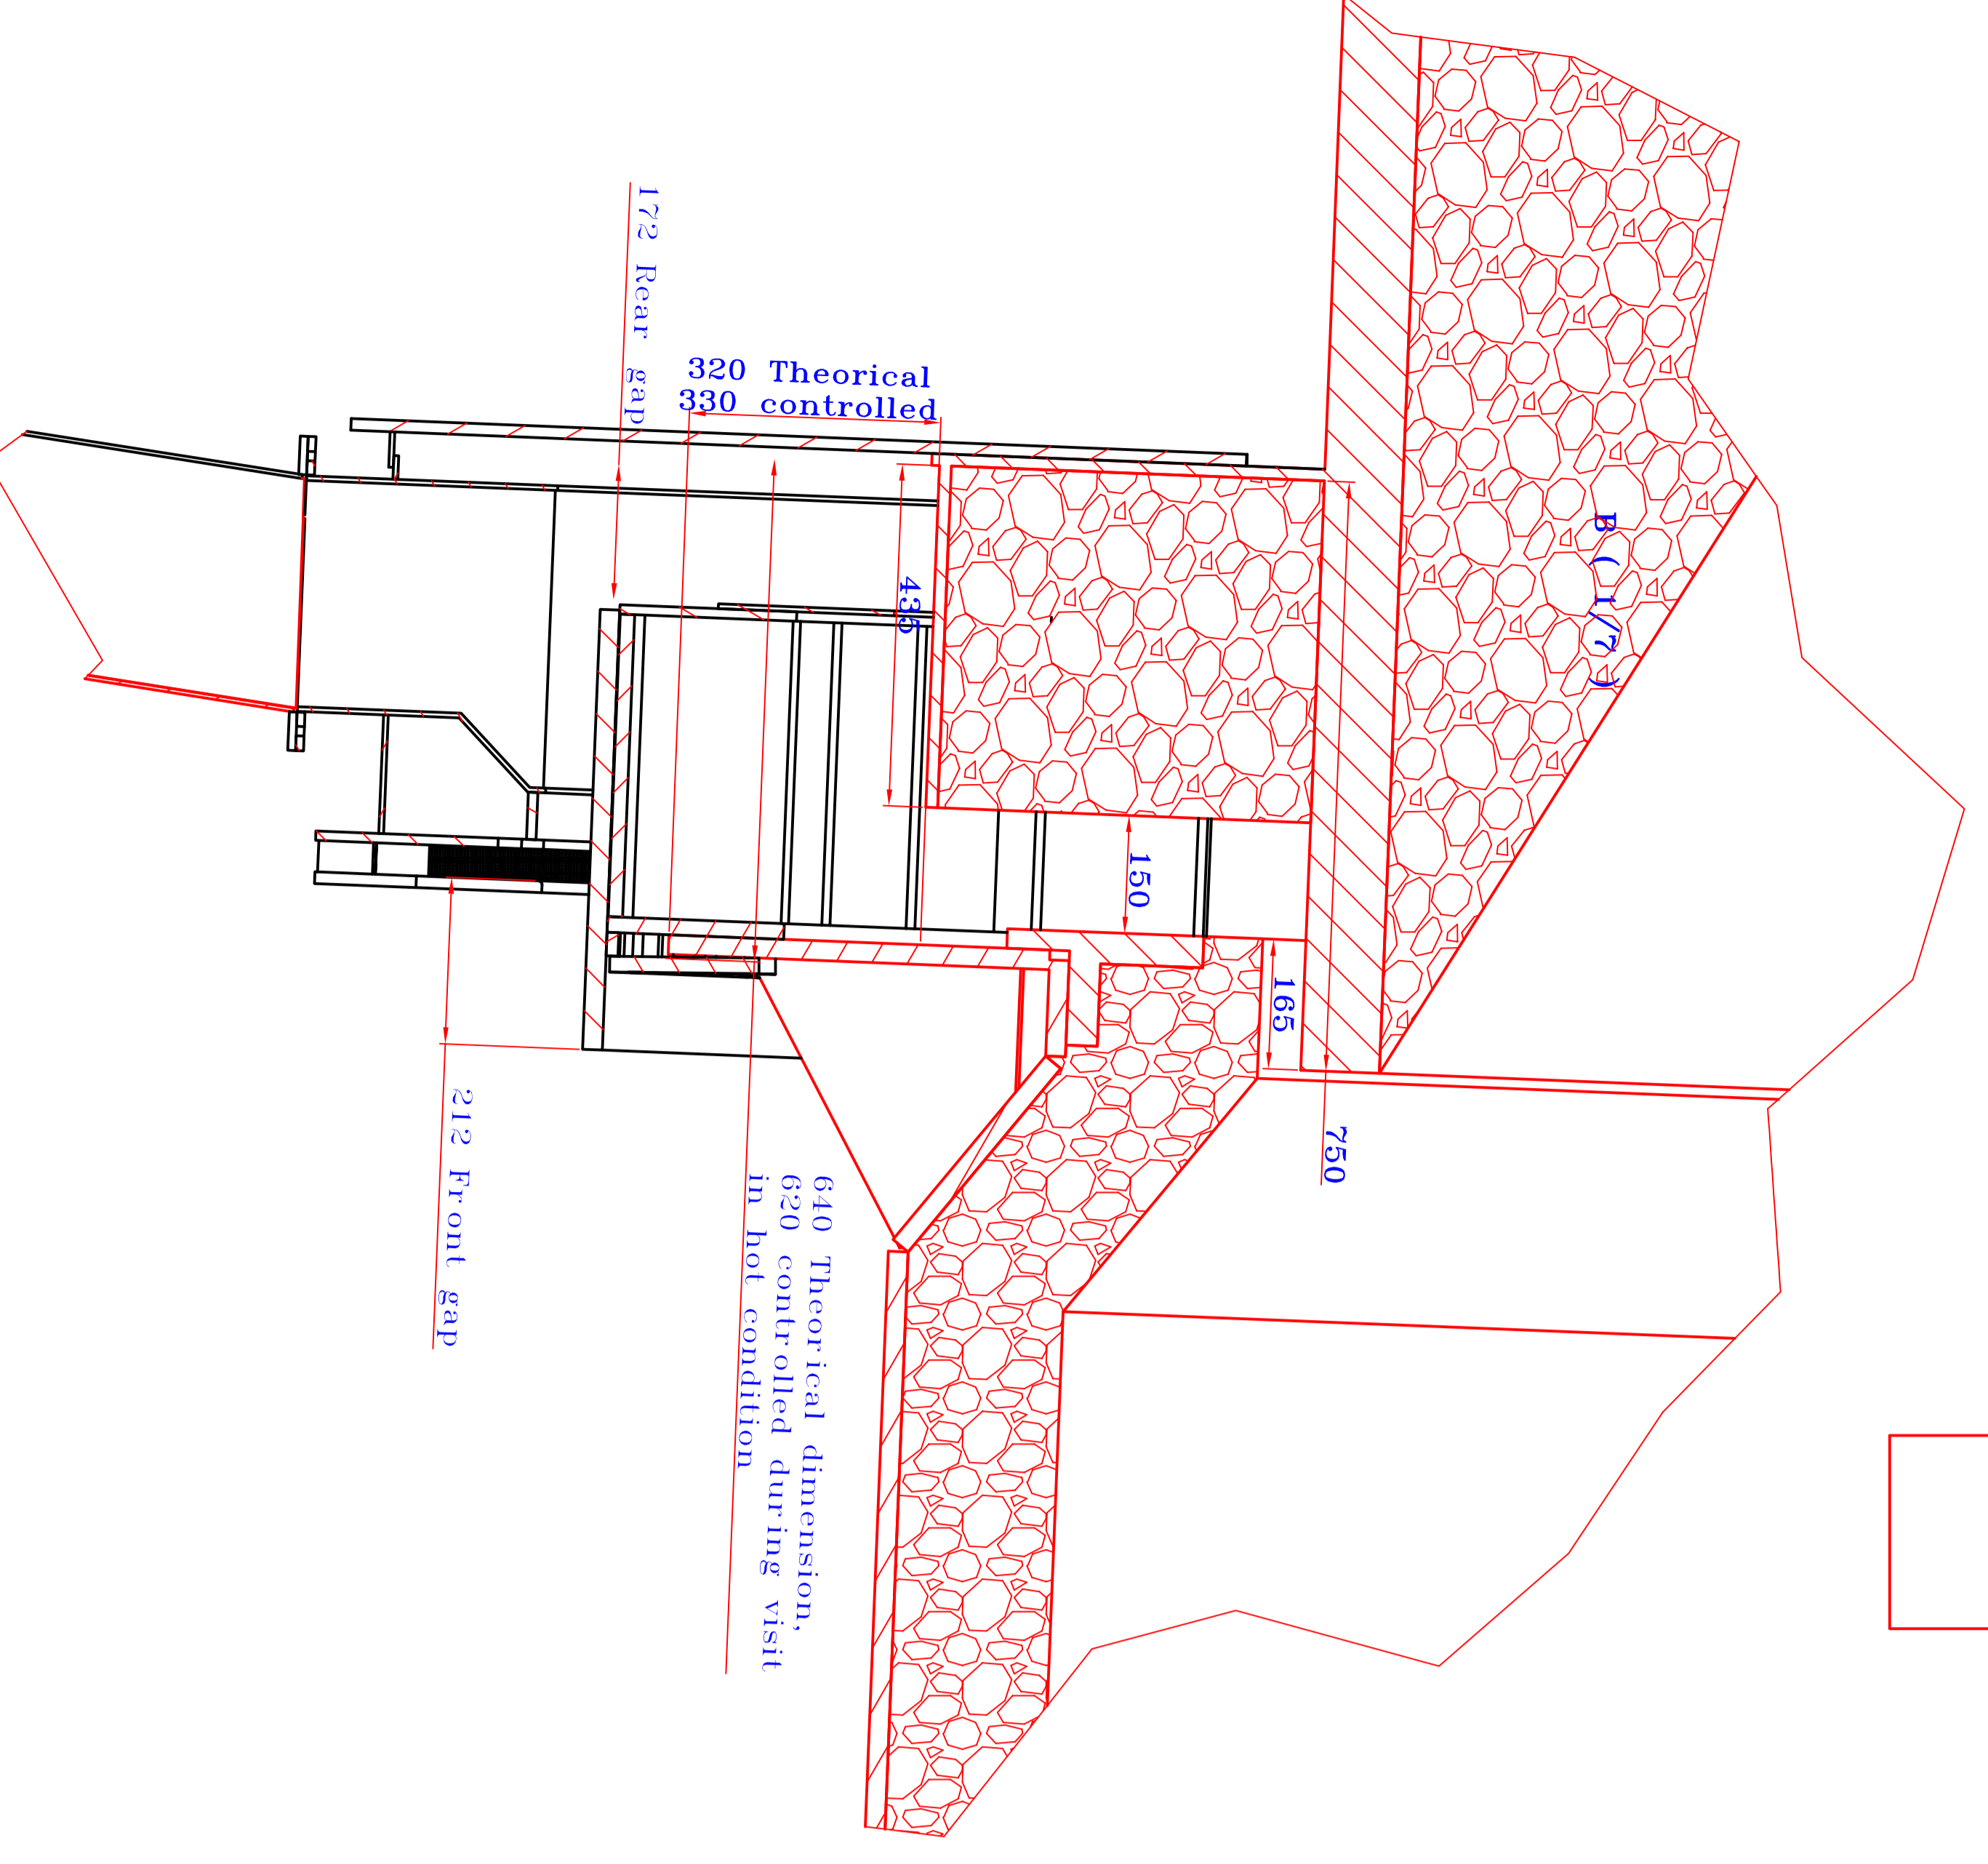 172 Rear gap
320 Theorical
330 controlled
435
B ( 1/7 )
150
165
750
212 Front gap
640 Theorical dimension,
620 controlled during visit
in hot condition